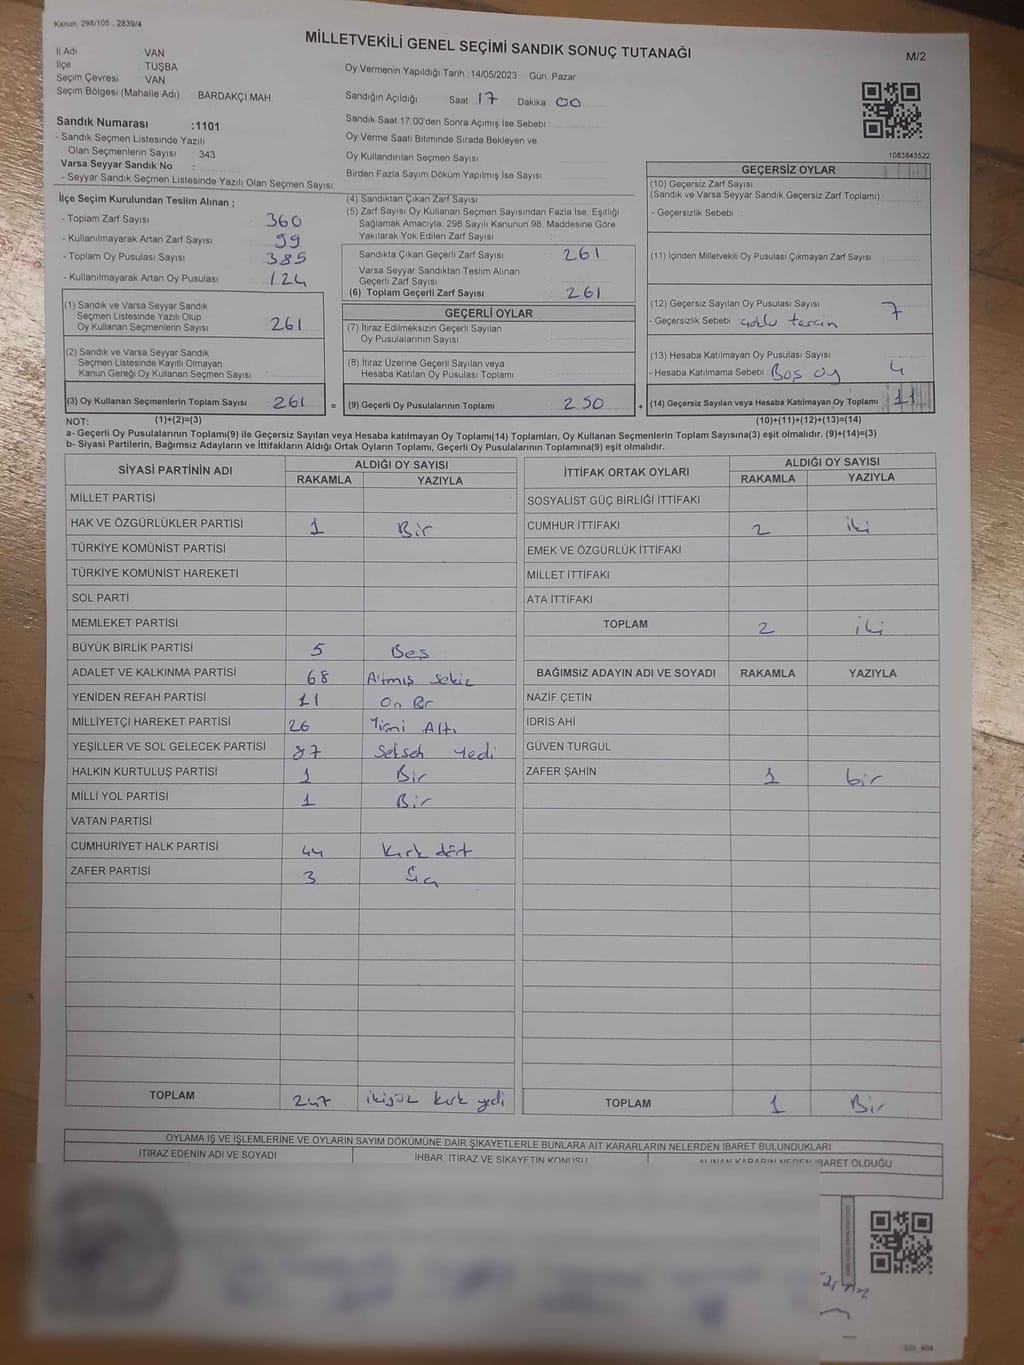 Kanun: 298/105 , 2839/4
MİLLETVEKİLİ GENEL SEÇİMİ SANDIK SONUÇ TUTANAĞI
M/2
İl Adı VAN
İlçe TUŞBA
Seçim Çevresi VAN
Seçim Bölgesi (Mahalle Adı) : BARDAKÇI MAH.
Oy Vermenin Yapıldığı Tarih : 14/05/2023 Gün: Pazar
Sandığın Açıldığı Saat 17 Dakika 00
Sandık Saat 17:00'den Sonra Açımış İse Sebebi :
Oy Verme Saati Bitiminde Sırada Bekleyen ve
Oy Kullandırılan Seçmen Sayısı :
Birden Fazla Sayım Döküm Yapılmış İse Sayısı :
Sandık Numarası :1101
- Sandık Seçmen Listesinde Yazılı
Olan Seçmenlerin Sayısı : 343
Varsa Seyyar Sandık No :
- Seyyar Sandık Seçmen Listesinde Yazılı Olan Seçmen Sayısı:
1083843522
İlçe Seçim Kurulundan Teslim Alınan ;
- Toplam Zarf Sayısı : 360
- Kullanılmayarak Artan Zarf Sayısı : 99
- Toplam Oy Pusulası Sayısı : 385
- Kullanılmayarak Artan Oy Pusulası : 124
(1) Sandık ve Varsa Seyyar Sandık
Seçmen Listesinde Yazılı Olup
Oy Kullanan Seçmenlerin Sayısı : 261
(2) Sandık ve Varsa Seyyar Sandık
Seçmen Listesinde Kayıtlı Olmayan
Kanun Gereği Oy Kullanan Seçmen Sayısı :
(3) Oy Kullanan Seçmenlerin Toplam Sayısı : 261 =
(4) Sandıktan Çıkan Zarf Sayısı :
(5) Zarf Sayısı Oy Kullanan Seçmen Sayısından Fazla İse, Eşitliği
Sağlamak Amacıyla; 298 Sayılı Kanunun 98. Maddesine Göre
Yakılarak Yok Edilen Zarf Sayısı :
Sandıkta Çıkan Geçerli Zarf Sayısı : 261
Varsa Seyyar Sandıktan Teslim Alınan
Geçerli Zarf Sayısı :
(6) Toplam Geçerli Zarf Sayısı : 261
GEÇERLİ OYLAR
(7) İtiraz Edilmeksizin Geçerli Sayılan
Oy Pusulalarının Sayısı :
(8) İtiraz Üzerine Geçerli Sayılan veya
Hesaba Katılan Oy Pusulası Toplamı :
(9) Geçerli Oy Pusulalarının Toplamı : 250 +
GEÇERSİZ OYLAR
(10) Geçersiz Zarf Sayısı
(Sandık ve Varsa Seyyar Sandık Geçersiz Zarf Toplamı) :
- Geçersizlik Sebebi :
(11) İçinden Milletvekili Oy Pusulası Çıkmayan Zarf Sayısı :
(12) Geçersiz Sayılan Oy Pusulası Sayısı : 7
- Geçersizlik Sebebi : çoklu tercin
(13) Hesaba Katılmayan Oy Pusulası Sayısı : 4
- Hesaba Katılmama Sebebi : Boş oy
(14) Geçersiz Sayılan veya Hesaba Katılmayan Oy Toplamı : 11
NOT: (1)+(2)=(3) (10)+(11)+(12)+(13)=(14)
a- Geçerli Oy Pusulalarının Toplamı(9) ile Geçersiz Sayılan veya Hesaba katılmayan Oy Toplamı(14) Toplamları, Oy Kullanan Seçmenlerin Toplam Sayısına(3) eşit olmalıdır. (9)+(14)=(3)
b- Siyasi Partilerin, Bağımsız Adayların ve İttifakların Aldığı Ortak Oyların Toplamı, Geçerli Oy Pusulalarının Toplamına(9) eşit olmalıdır.
SİYASİ PARTİNİN ADI ALDIĞI OY SAYISI
RAKAMLA YAZIYLA
MİLLET PARTİSİ
HAK VE ÖZGÜRLÜKLER PARTİSİ 1 Bir
TÜRKİYE KOMÜNİST PARTİSİ
TÜRKİYE KOMÜNİST HAREKETİ
SOL PARTİ
MEMLEKET PARTİSİ
BÜYÜK BİRLİK PARTİSİ 5 Beş
ADALET VE KALKINMA PARTİSİ 68 Atmış sekiz
YENİDEN REFAH PARTİSİ 11 On Br
MİLLİYETÇİ HAREKET PARTİSİ 26 Yirmi Altı
YEŞİLLER VE SOL GELECEK PARTİSİ 87 Seksen yedi
HALKIN KURTULUŞ PARTİSİ 1 Bir
MİLLİ YOL PARTİSİ 1 Bir
VATAN PARTİSİ
CUMHURİYET HALK PARTİSİ 44 Kırk dört
ZAFER PARTİSİ 3 Üç
TOPLAM 247 ikiyüz kırk yedi
İTTİFAK ORTAK OYLARI ALDIĞI OY SAYISI
RAKAMLA YAZIYLA
SOSYALİST GÜÇ BİRLİĞİ İTTİFAKI
CUMHUR İTTİFAKI 2 iki
EMEK VE ÖZGÜRLÜK İTTİFAKI
MİLLET İTTİFAKI
ATA İTTİFAKI
TOPLAM 2 iki
BAĞIMSIZ ADAYIN ADI VE SOYADI RAKAMLA YAZIYLA
NAZİF ÇETİN
İDRİS AHİ
GÜVEN TURGUL
ZAFER ŞAHİN 1 bir
TOPLAM 1 Bir
OYLAMA İŞ VE İŞLEMLERİNE VE OYLARIN SAYIM DÖKÜMÜNE DAİR ŞİKAYETLERLE BUNLARA AİT KARARLARIN NELERDEN İBARET BULUNDUKLARI
İTİRAZ EDENİN ADI VE SOYADI İHBAR, İTİRAZ VE ŞİKAYETİN KONUSU ALINAN KARARIN NEDEN İBARET OLDUĞU